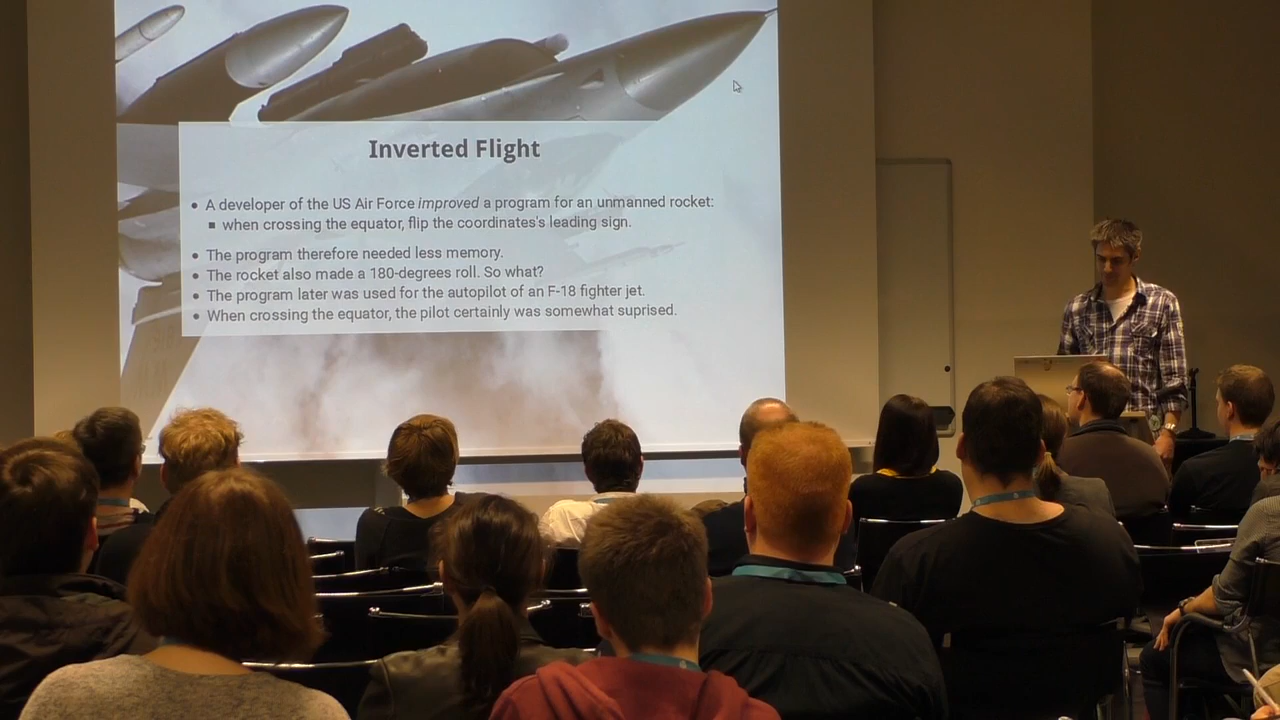 Inverted Flight
• A developer of the US Air Force improved a program for an unmanned rocket:
▪ when crossing the equator, flip the coordinates's leading sign.
• The program therefore needed less memory.
• The rocket also made a 180-degrees roll. So what?
• The program later was used for the autopilot of an F-18 fighter jet.
• When crossing the equator, the pilot certainly was somewhat suprised.